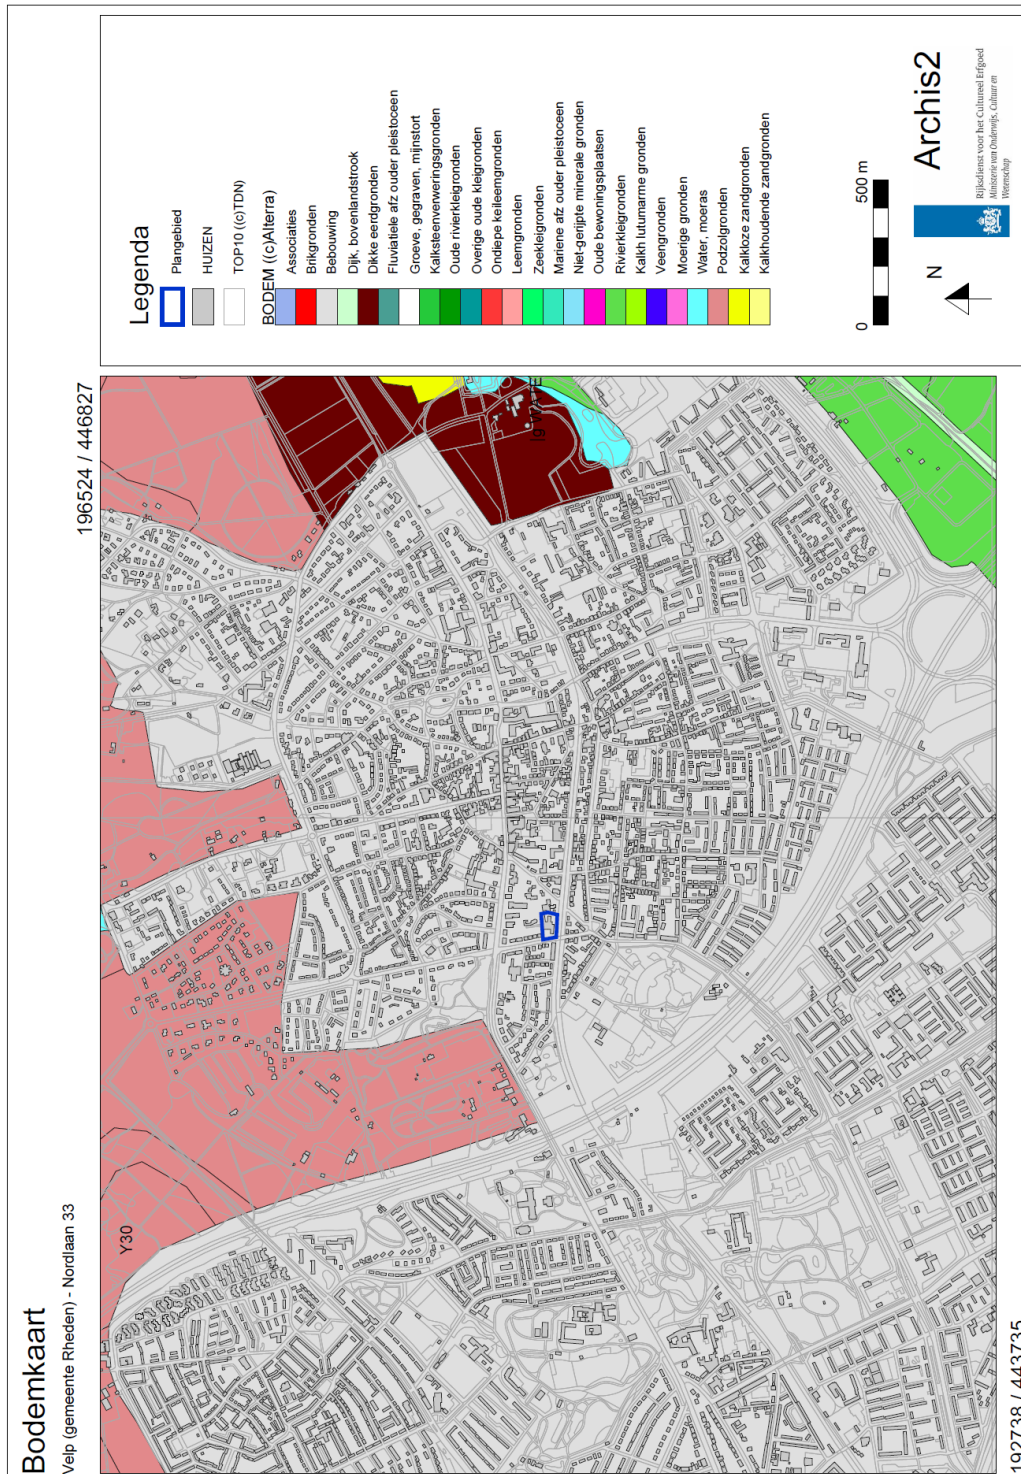 Bodemkaart
Velp (gemeente Rheden) - Nordlaan 33
196524 / 446827
192738 / 443735
Y30
Legenda
Plangebied
HUIZEN
TOP10 ((c)TDN)
BODEM ((c)Alterra)
Associaties
Brikgronden
Bebouwing
Dijk, bovenlandstrook
Dikke eerdgronden
Fluviatiele afz ouder pleistoceen
Groeve, gegraven, mijnstort
Kalksteenverweringsgronden
Oude rivierkleigronden
Overige oude kleigronden
Ondiepe keileemgronden
Leemgronden
Zeekleigronden
Mariene afz ouder pleistoceen
Niet-gerijpte minerale gronden
Oude bewoningsplaatsen
Rivierkleigronden
Kalkh lutumarme gronden
Veengronden
Moerige gronden
Water, moeras
Podzolgronden
Kalkloze zandgronden
Kalkhoudende zandgronden
0
500 m
N
Archis2
Rijksdienst voor het Cultureel Erfgoed
Ministerie van Onderwijs, Cultuur en
Wetenschap